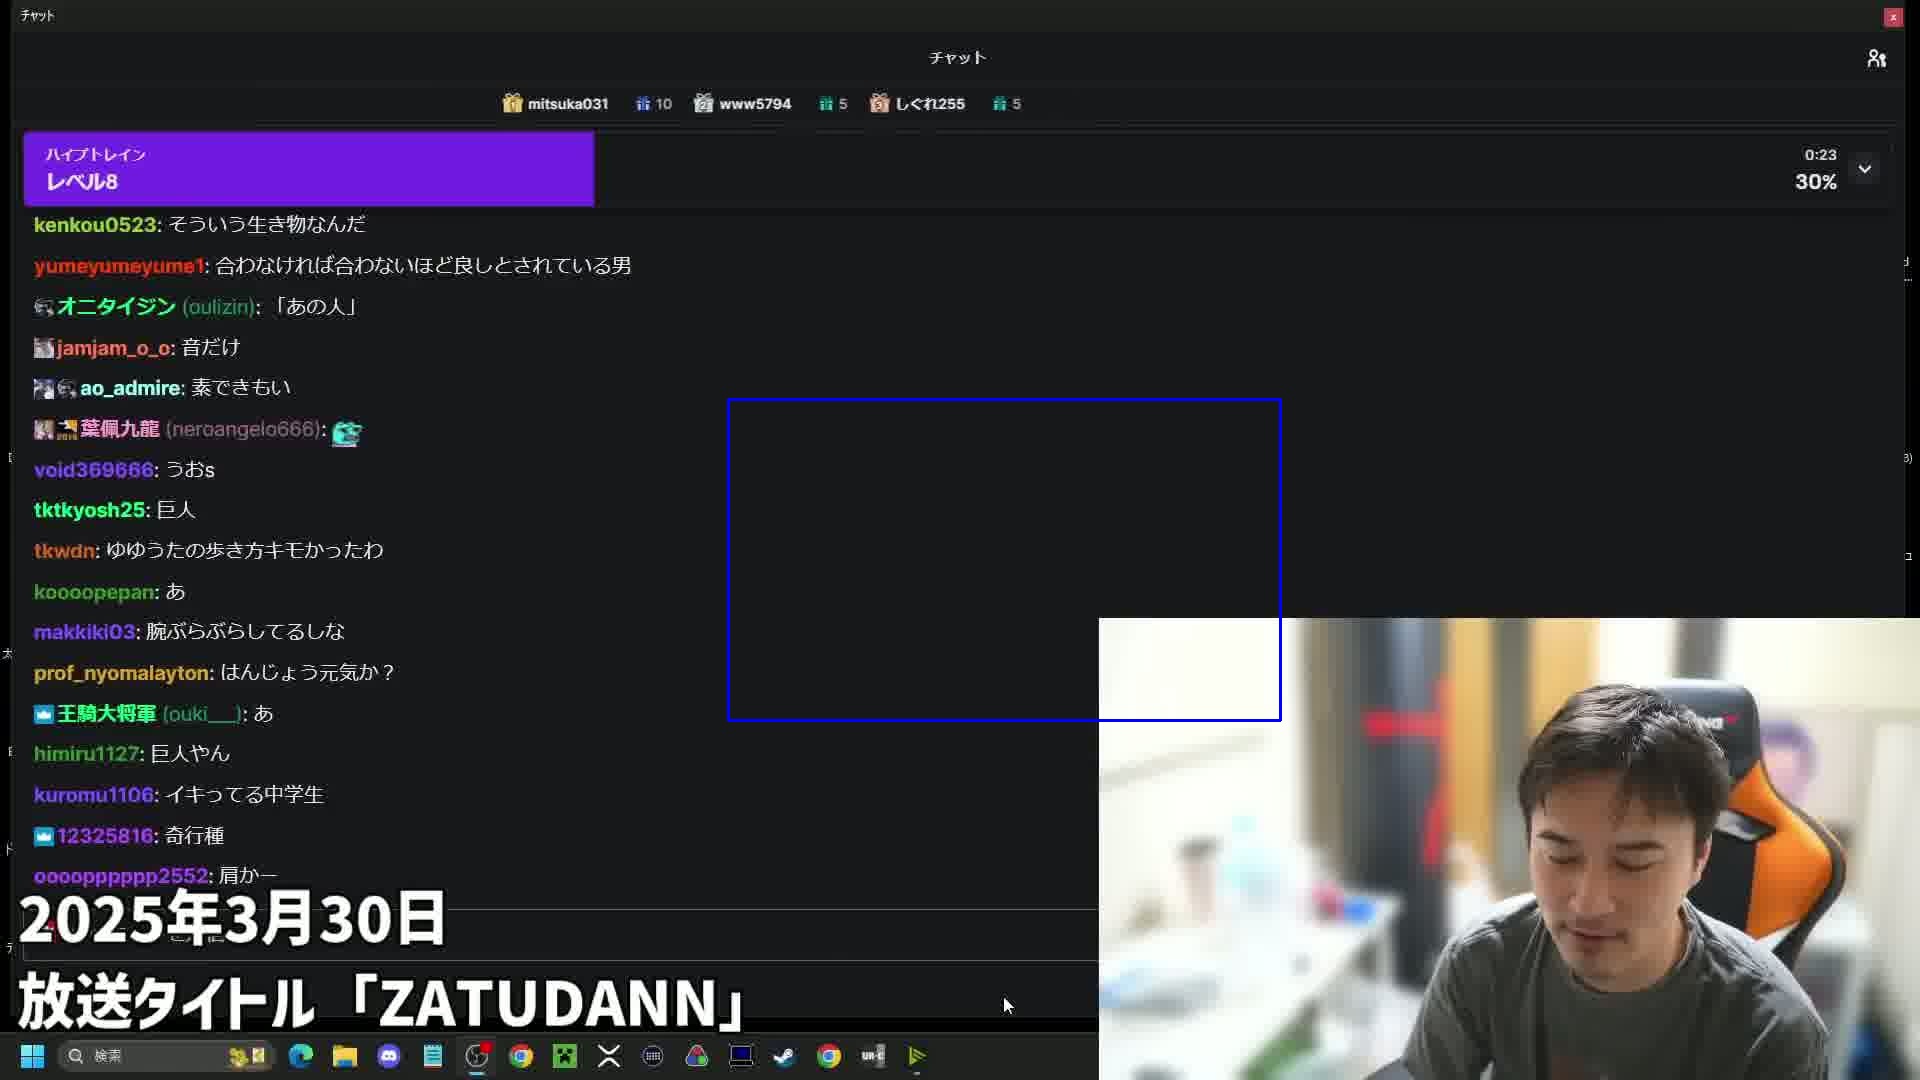 チャット
チャット
mitsuka031 10 www5794 5 しぐれ255 5
ハイプトレイン
レベル8
0:23
30%
kenkou0523: そういう生き物なんだ
yumeyumeyume1: 合わなければ合わないほど良しとされている男
オニタイジン (oulizin): 「あの人」
jamjam_o_o: 音だけ
ao_admire: 素できもい
葉佩九龍 (neroangelo666):
void369666: うおs
tktkyosh25: 巨人
tkwdn: ゆゆうたの歩き方キモかったわ
koooopepan: あ
makkiki03: 腕ぶらぶらしてるしな
prof_nyomalayton: はんじょう元気か？
王騎大将軍 (ouki___): あ
himiru1127: 巨人やん
kuromu1106: イキってる中学生
12325816: 奇行種
ooooppppppp2552: 肩かー
2025年3月30日
放送タイトル「ZATUDANN」
検索